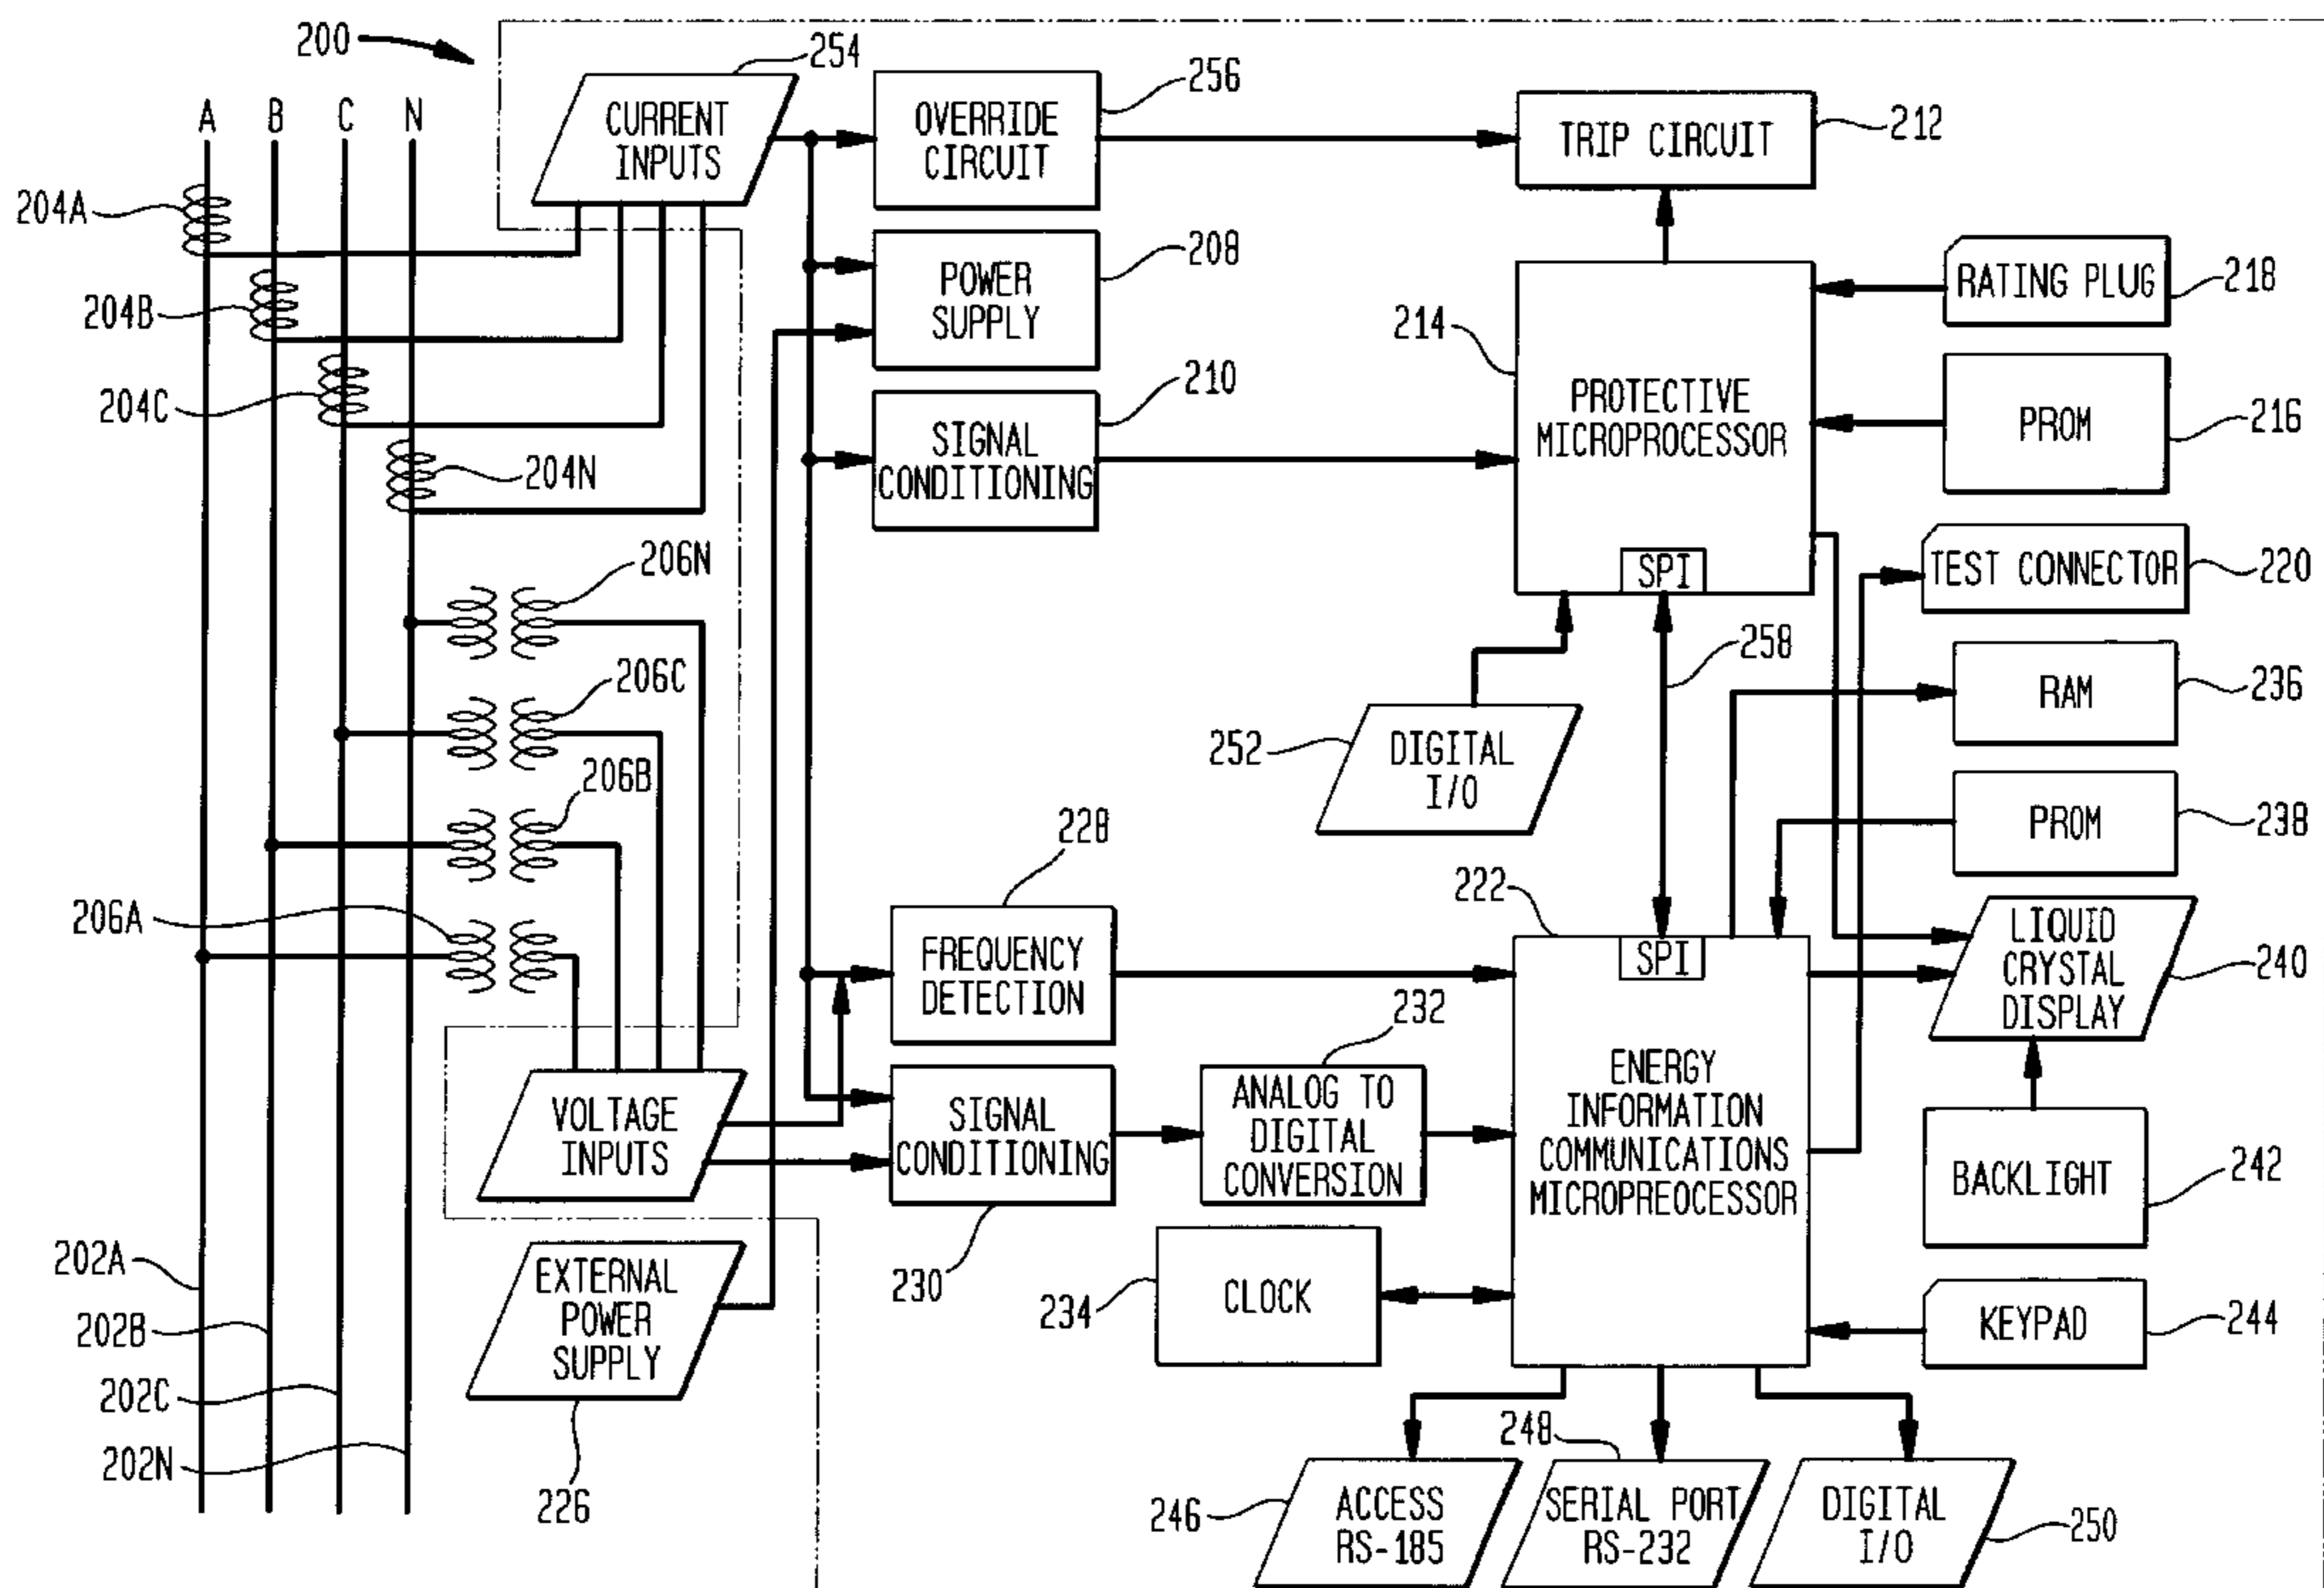 200
254
256
A B C N
CURRENT
INPUTS
OVERRIDE
CIRCUIT
TRIP CIRCUIT
212
204A
208
POWER
SUPPLY
RATING PLUG
218
204B
214
210
204C
PROTECTIVE
MICROPROCESSOR
PROM
216
SIGNAL
CONDITIONING
204N
206N
SPI
TEST CONNECTOR
220
258
206C
RAM
236
252
DIGITAL
I/O
206B
228
PROM
238
222
206A
FREQUENCY
DETECTION
SPI
LIQUID
CRYSTAL
DISPLAY
240
232
VOLTAGE
INPUTS
SIGNAL
CONDITIONING
ANALOG TO
DIGITAL
CONVERSION
ENERGY
INFORMATION
COMMUNICATIONS
MICROPREOCESSOR
BACKLIGHT
242
202A
EXTERNAL
POWER
SUPPLY
230
234
CLOCK
KEYPAD
244
202B
202C
202N
226
248
246
ACCESS
RS-185
SERIAL PORT
RS-232
DIGITAL
I/O
250